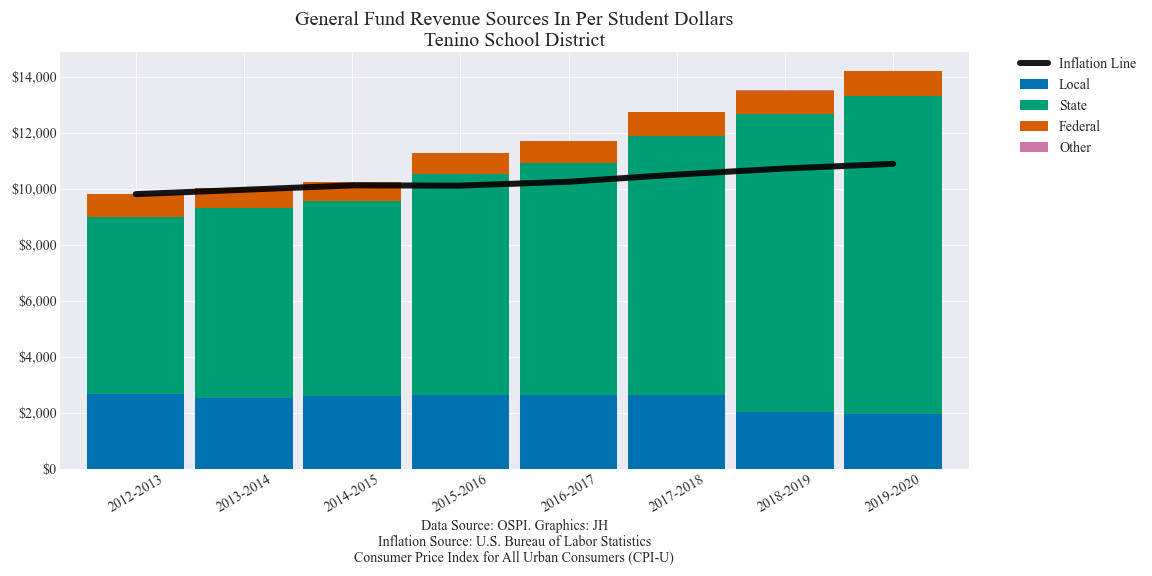 General Fund Revenue Sources In Per Student Dollars
Tenino School District
$14,000
$12,000
$10,000
$8,000
$6,000
$4,000
$2,000
$0
Inflation Line
Local
State
Federal
Other
2012-2013
2013-2014
2014-2015
2015-2016
2016-2017
2017-2018
2018-2019
2019-2020
Data Source: OSPI. Graphics: JH
Inflation Source: U.S. Bureau of Labor Statistics
Consumer Price Index for All Urban Consumers (CPI-U)